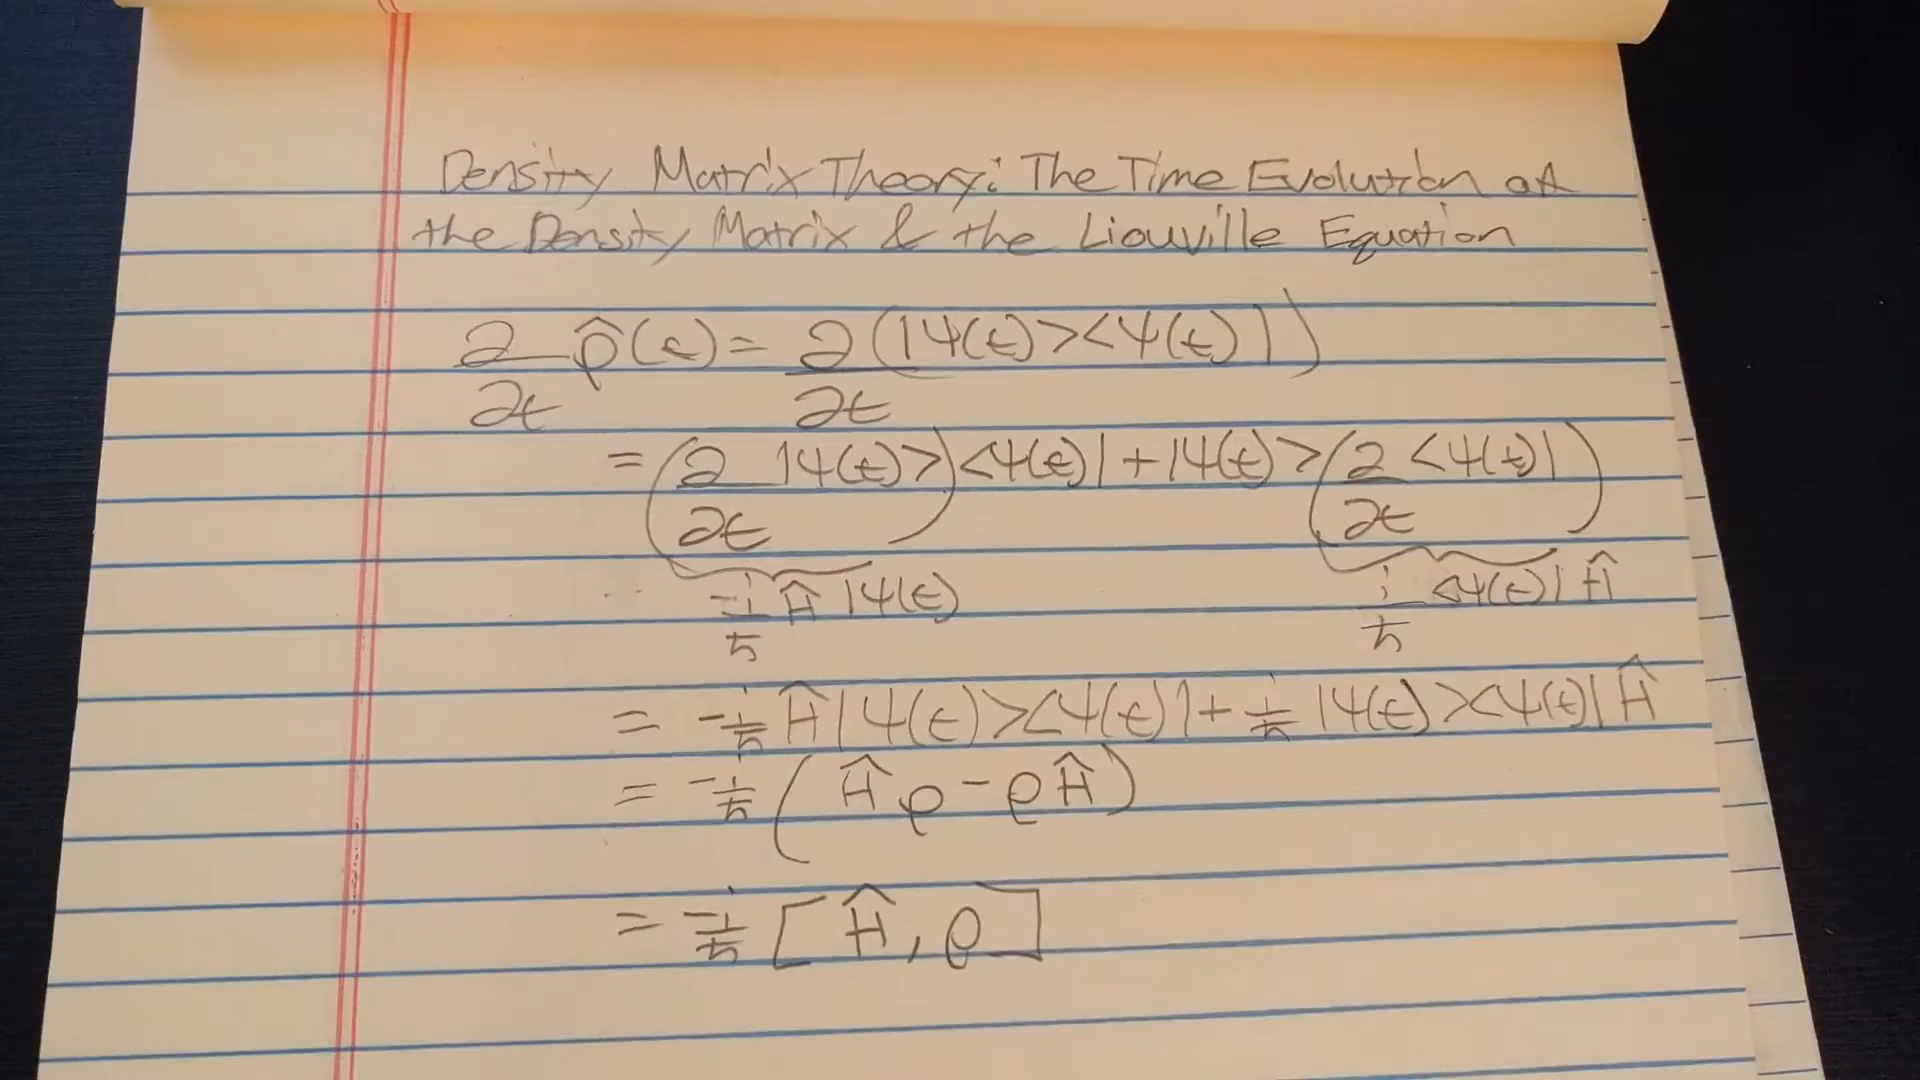 Density Matrix Theory: The Time Evolution of
the Density Matrix & the Liouville Equation
∂/∂t ρ̂(t) = ∂/∂t (|Ψ(t)><Ψ(t)|)
= (∂/∂t |Ψ(t)>)<Ψ(t)| + |Ψ(t)>(∂/∂t <Ψ(t)|)
-i/ħ Ĥ |Ψ(t) i/ħ <Ψ(t)| Ĥ
= -i/ħ Ĥ|Ψ(t)><Ψ(t)| + i/ħ |Ψ(t)><Ψ(t)| Ĥ
= -i/ħ (Ĥρ - ρĤ)
= -i/ħ [Ĥ, ρ]